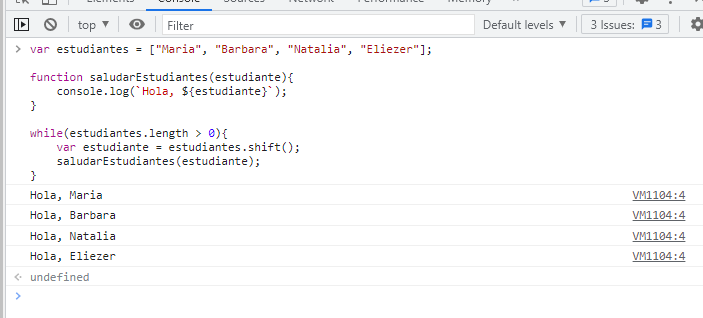 Elements Console Sources Network Performance Memory
top ▼ Filter Default levels ▼ 3 Issues: 3
> var estudiantes = ["Maria", "Barbara", "Natalia", "Eliezer"];
function saludarEstudiantes(estudiante){
console.log(`Hola, ${estudiante}`);
}
while(estudiantes.length > 0){
var estudiante = estudiantes.shift();
saludarEstudiantes(estudiante);
}
Hola, Maria VM1104:4
Hola, Barbara VM1104:4
Hola, Natalia VM1104:4
Hola, Eliezer VM1104:4
undefined
>